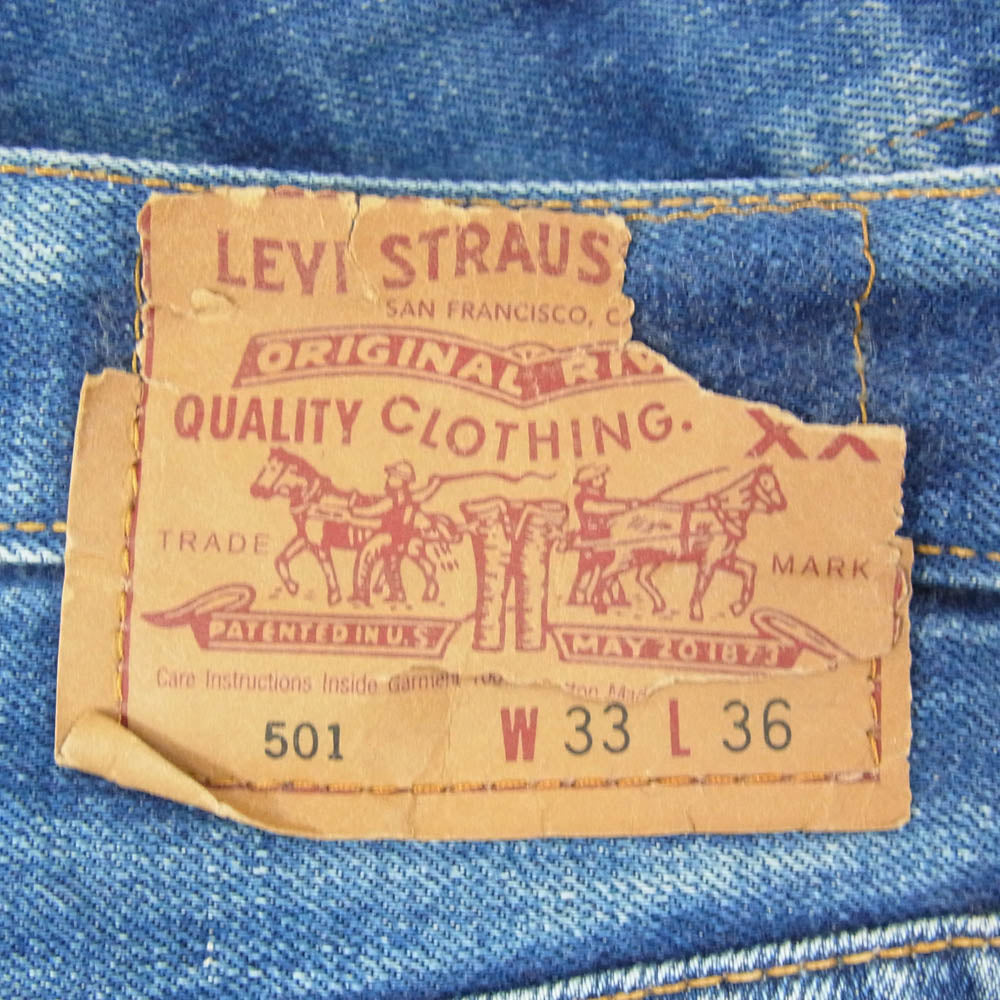 LEVI STRAUS
SAN FRANCISCO, C
ORIGINAL RI
QUALITY CLOTHING. XX
TRADE MARK
PATENTED IN U.S MAY 20 1873
Care Instructions Inside Garment 100
501 W 33 L 36